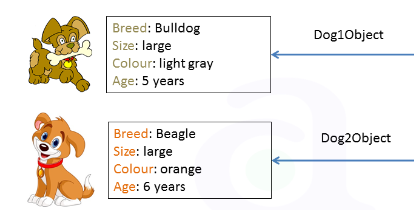 Breed: Bulldog
Size: large
Colour: light gray
Age: 5 years
Dog1Object
Breed: Beagle
Size: large
Colour: orange
Age: 6 years
Dog2Object